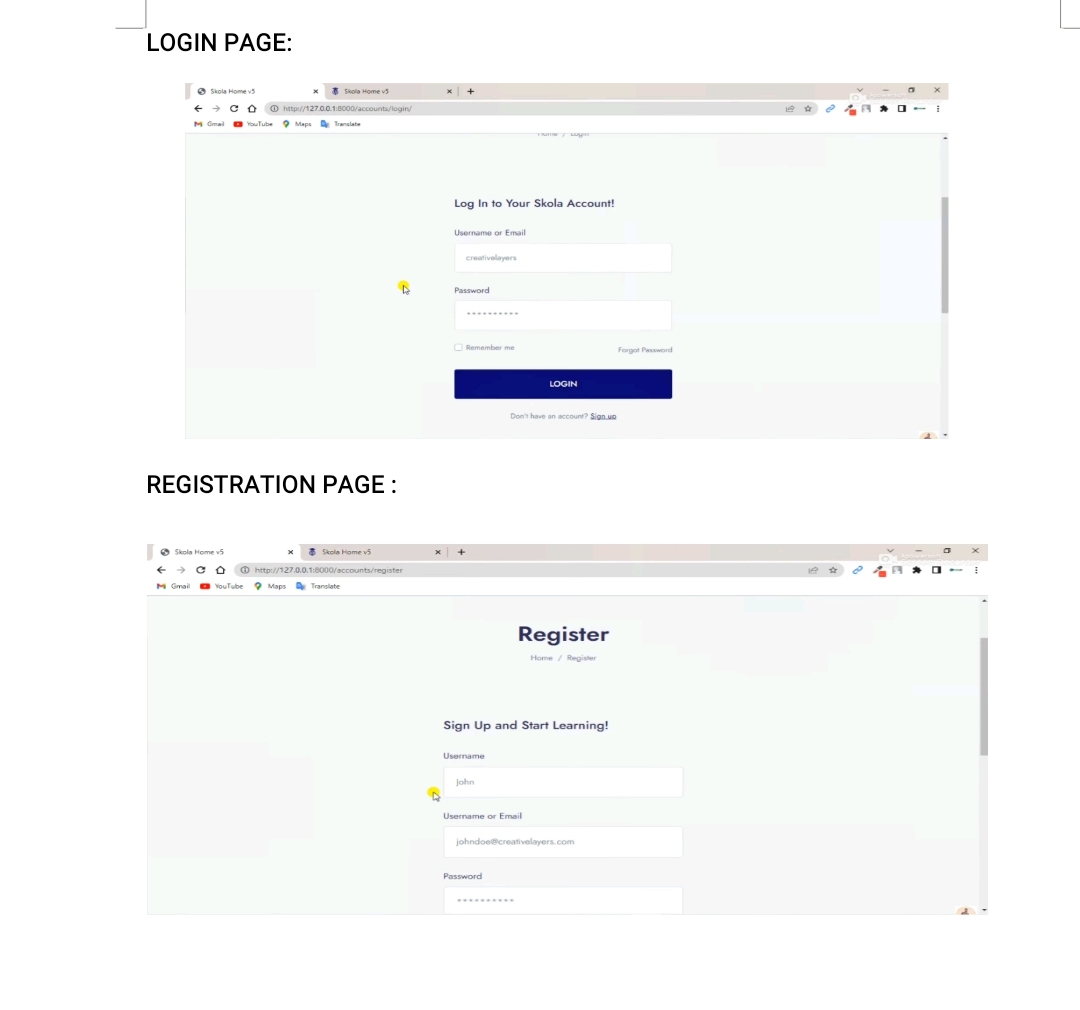 LOGIN PAGE:
Skola Home v5
Skola Home v5
http://127.0.0.1:8000/accounts/login/
Gmail YouTube Maps Translate
Home / Login
Log In to Your Skola Account!
Username or Email
creativelayers
Password
Remember me
Forgot Password
LOGIN
Don't have an account? Sign up
REGISTRATION PAGE :
Skola Home v5
Skola Home v5
http://127.0.0.1:8000/accounts/register
Gmail YouTube Maps Translate
Register
Home / Register
Sign Up and Start Learning!
Username
John
Username or Email
johndoe@creativelayers.com
Password